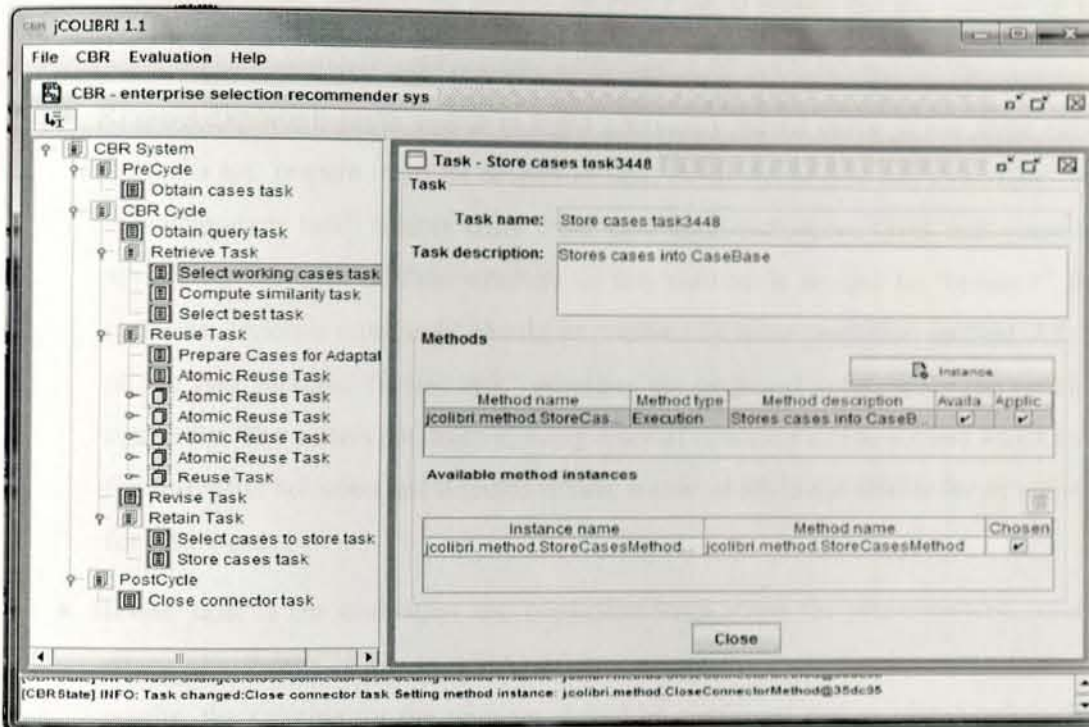 CBR jCOLIBRI 1.1
File CBR Evaluation Help
CBR - enterprise selection recommender sys
CBR System
PreCycle
Obtain cases task
CBR Cycle
Obtain query task
Retrieve Task
Select working cases task
Compute similarity task
Select best task
Reuse Task
Prepare Cases for Adaptat
Atomic Reuse Task
Atomic Reuse Task
Atomic Reuse Task
Atomic Reuse Task
Atomic Reuse Task
Reuse Task
Revise Task
Retain Task
Select cases to store task
Store cases task
PostCycle
Close connector task
Task - Store cases task3448
Task
Task name: Store cases task3448
Task description: Stores cases into CaseBase
Methods
Instance
Method name Method type Method description Availa.. Applic..
jcolibri.method.StoreCas... Execution Stores cases into CaseB...
Available method instances
Instance name Method name Chosen
jcolibri.method.StoreCasesMethod... jcolibri.method.StoreCasesMethod
Close
[CBRState] INFO: Task changed:Close connector task Setting method instance: jcolibri.method.CloseConnectorMethod@35dc95